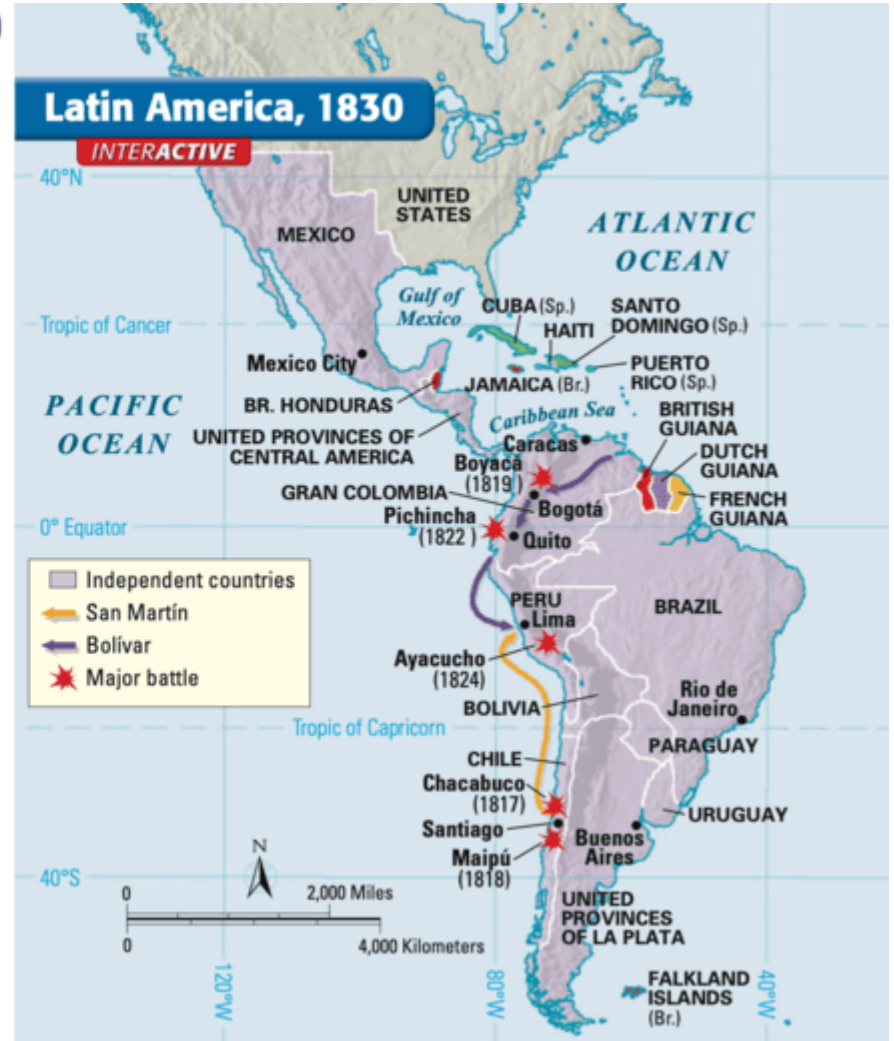 Latin America, 1830
INTERACTIVE
40°N
UNITED
STATES
MEXICO
ATLANTIC
OCEAN
Gulf of
Mexico
CUBA (Sp.)
SANTO
DOMINGO (Sp.)
HAITI
Tropic of Cancer
Mexico City
PUERTO
RICO (Sp.)
JAMAICA (Br.)
PACIFIC
OCEAN
BR. HONDURAS
Caribbean Sea
BRITISH
GUIANA
UNITED PROVINCES OF
CENTRAL AMERICA
Caracas
DUTCH
GUIANA
Boyacá
(1819 )
GRAN COLOMBIA
Bogotá
FRENCH
GUIANA
0° Equator
Pichincha
(1822 )
Quito
Independent countries
San Martín
Bolívar
Major battle
PERU
Lima
BRAZIL
Ayacucho
(1824)
BOLIVIA
Rio de
Janeiro
Tropic of Capricorn
PARAGUAY
CHILE
Chacabuco
(1817)
URUGUAY
Santiago
Buenos
Aires
Maipú
(1818)
N
40°S
0 2,000 Miles
0 4,000 Kilometers
UNITED
PROVINCES
OF LA PLATA
120°W
80°W
40°W
FALKLAND
ISLANDS
(Br.)